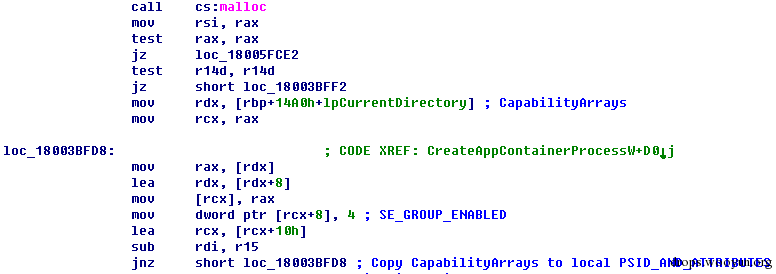 call cs:malloc
mov rsi, rax
test rax, rax
jz loc_18005FCE2
test r14d, r14d
jz short loc_18003BFF2
mov rdx, [rbp+14A0h+lpCurrentDirectory] ; CapabilityArrays
mov rcx, rax
loc_18003BFD8: ; CODE XREF: CreateAppContainerProcessW+D0↓j
mov rax, [rdx]
lea rdx, [rdx+8]
mov [rcx], rax
mov dword ptr [rcx+8], 4 ; SE_GROUP_ENABLED
lea rcx, [rcx+10h]
sub rdi, r15
jnz short loc_18003BFD8 ; Copy CapabilityArrays to local PSID_AND_ATTRIBUTES